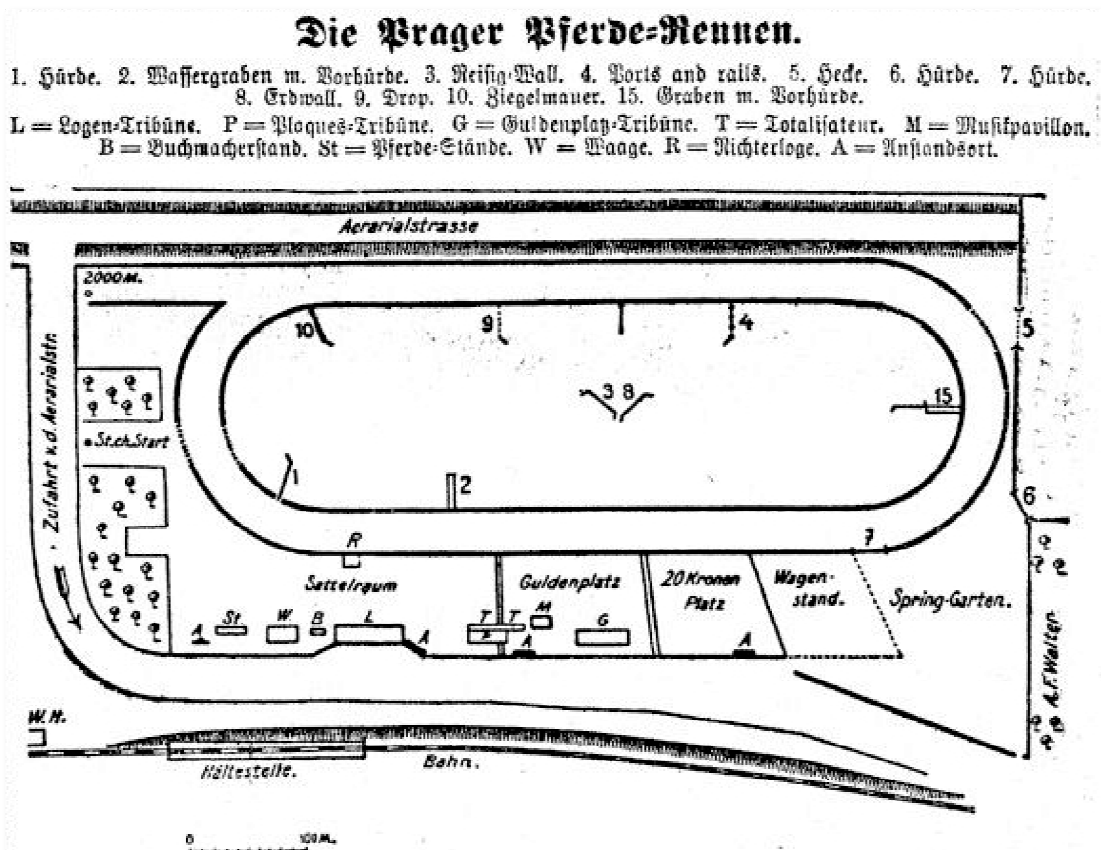 Die Prager Pferde=Rennen.
1. Hürde. 2. Wassergraben m. Vorhürde. 3. Reisig=Wall. 4. Ports and rails. 5. Hecke. 6. Hürde. 7. Hürde.
8. Erdwall. 9. Drop. 10. Ziegelmauer. 15. Graben m. Vorhürde.
L = Logen=Tribüne. P = Plaques=Tribüne. G = Guldenplatz=Tribüne. T = Totalisateur. M = Musikpavillon.
B = Buchmacherstand. St = Pferde=Stände. W = Waage. R = Richterloge. A = Anstandsort.
Aerarialstrasse
2000 M.
10
9
4
5
3 8
15
St.ch.Start
Zufahrt v.d. Aerarialstr.
1
2
6
R
7
Sattelraum
Guldenplatz
20 Kronen
Platz
Wagen-
stand.
Spring-Garten.
A St W B L A T T M G
P A A
A.F. Walter
W.H.
Haltestelle.
Bahn.
0 100 M.